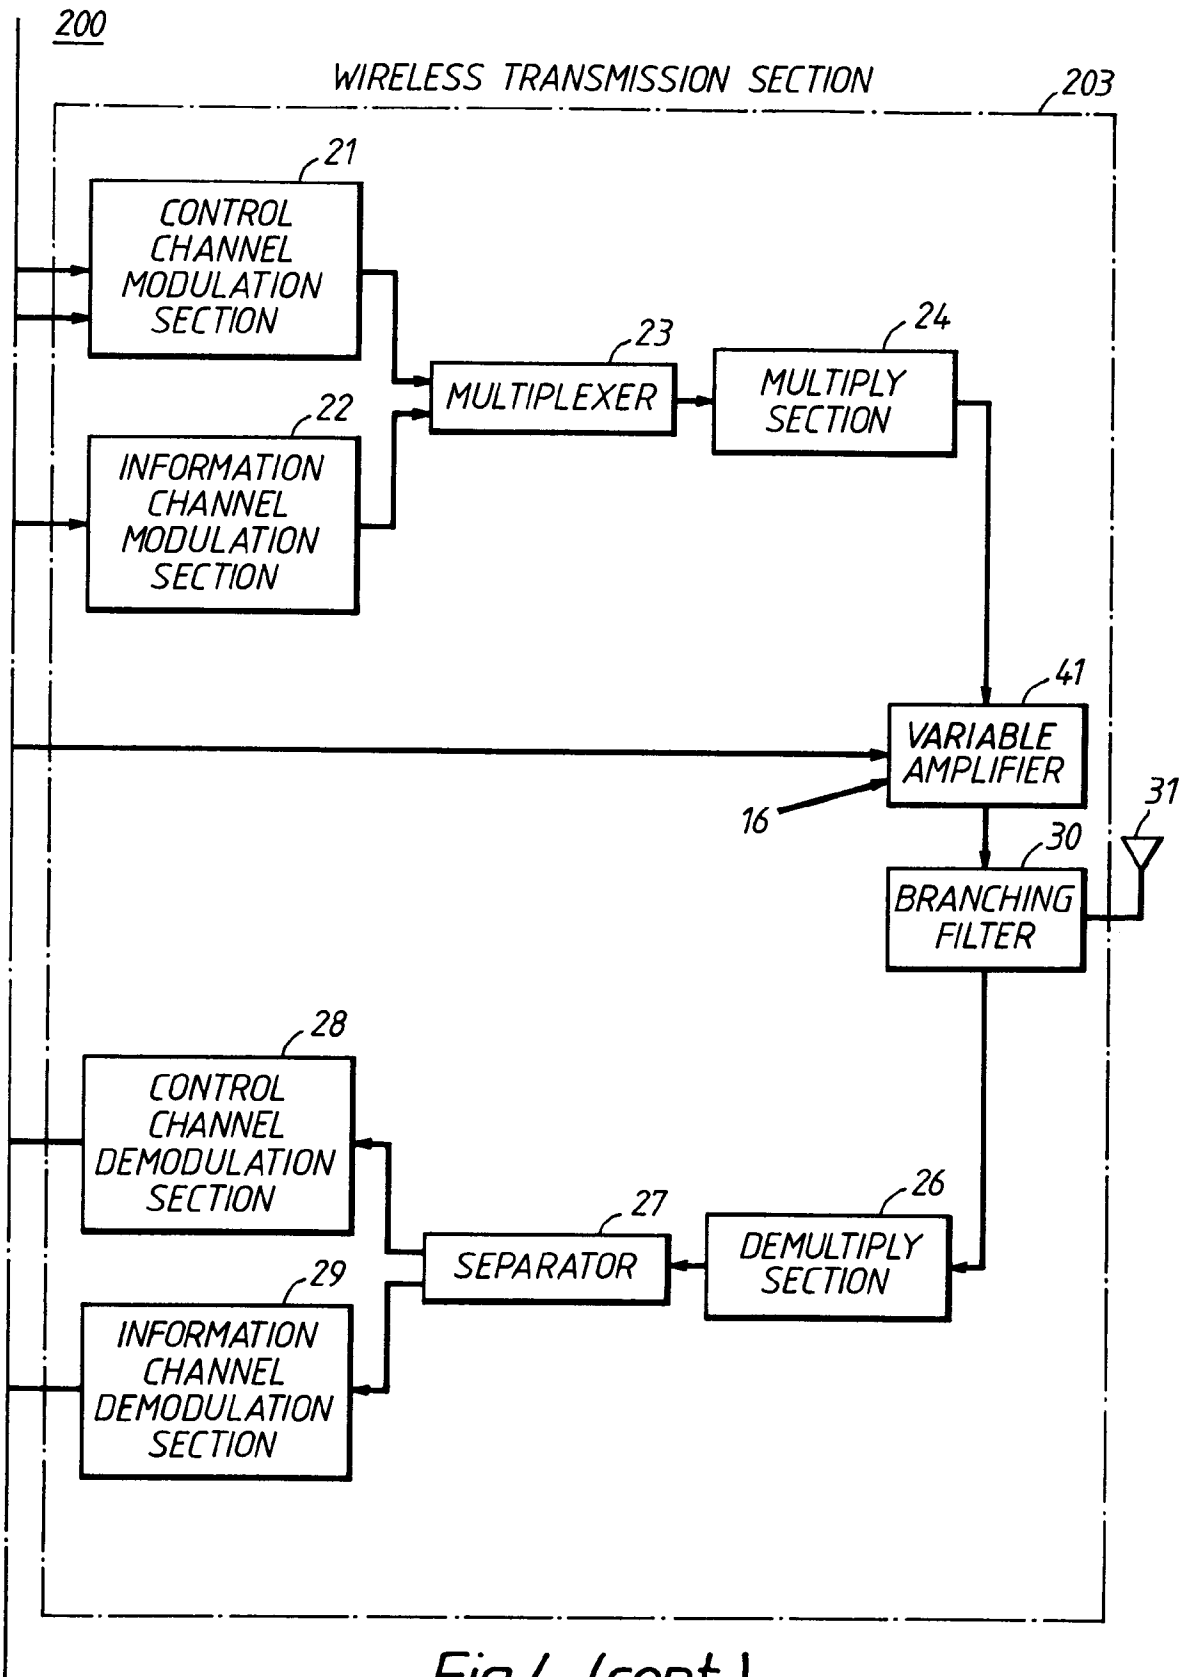 200
WIRELESS TRANSMISSION SECTION
203
21
CONTROL
CHANNEL
MODULATION
SECTION
22
INFORMATION
CHANNEL
MODULATION
SECTION
23
MULTIPLEXER
24
MULTIPLY
SECTION
41
VARIABLE
AMPLIFIER
16
31
30
BRANCHING
FILTER
28
CONTROL
CHANNEL
DEMODULATION
SECTION
27
SEPARATOR
26
DEMULTIPLY
SECTION
29
INFORMATION
CHANNEL
DEMODULATION
SECTION
(cont.)